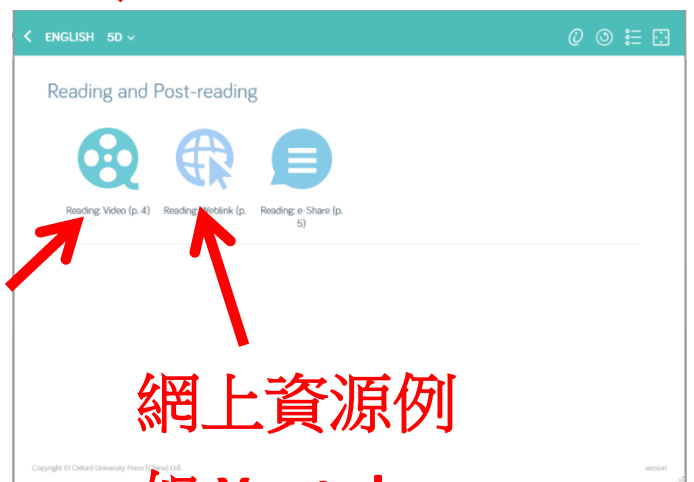 ENGLISH 5D
Reading and Post-reading
Reading: Video (p. 4)
Reading: Weblink (p.
Reading: e-Share (p.
5)
網上資源例
Copyright © Oxford University Press (China) Ltd.
version